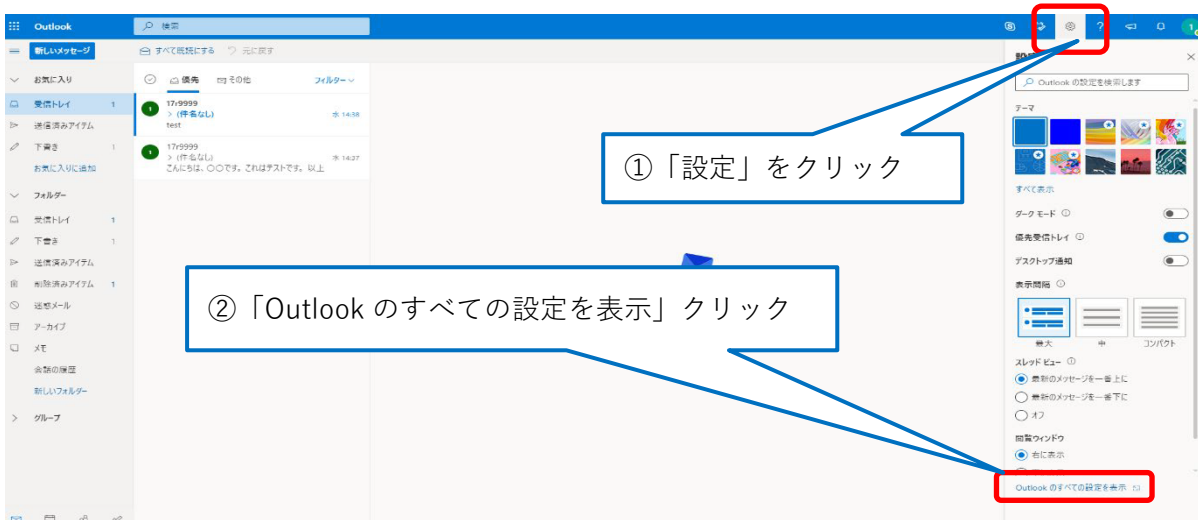 Outlook
検索
新しいメッセージ
すべて既読にする 元に戻す
お気に入り
受信トレイ 1
送信済みアイテム
下書き 1
お気に入りに追加
フォルダー
受信トレイ 1
下書き 1
送信済みアイテム
削除済みアイテム 1
迷惑メール
アーカイブ
メモ
会話の履歴
新しいフォルダー
グループ
優先 その他 フィルター
17r9999
> (件名なし) 水 14:38
test
17r9999
> (件名なし) 水 14:27
こんにちは、〇〇です。これはテストです。以上
①「設定」をクリック
②「Outlook のすべての設定を表示」クリック
Outlook の設定を検索します
テーマ
すべて表示
ダーク モード
優先受信トレイ
デスクトップ通知
表示間隔
最大 中 コンパクト
スレッド ビュー
最新のメッセージを一番上に
最新のメッセージを一番下に
オフ
閲覧ウィンドウ
右に表示
Outlook のすべての設定を表示